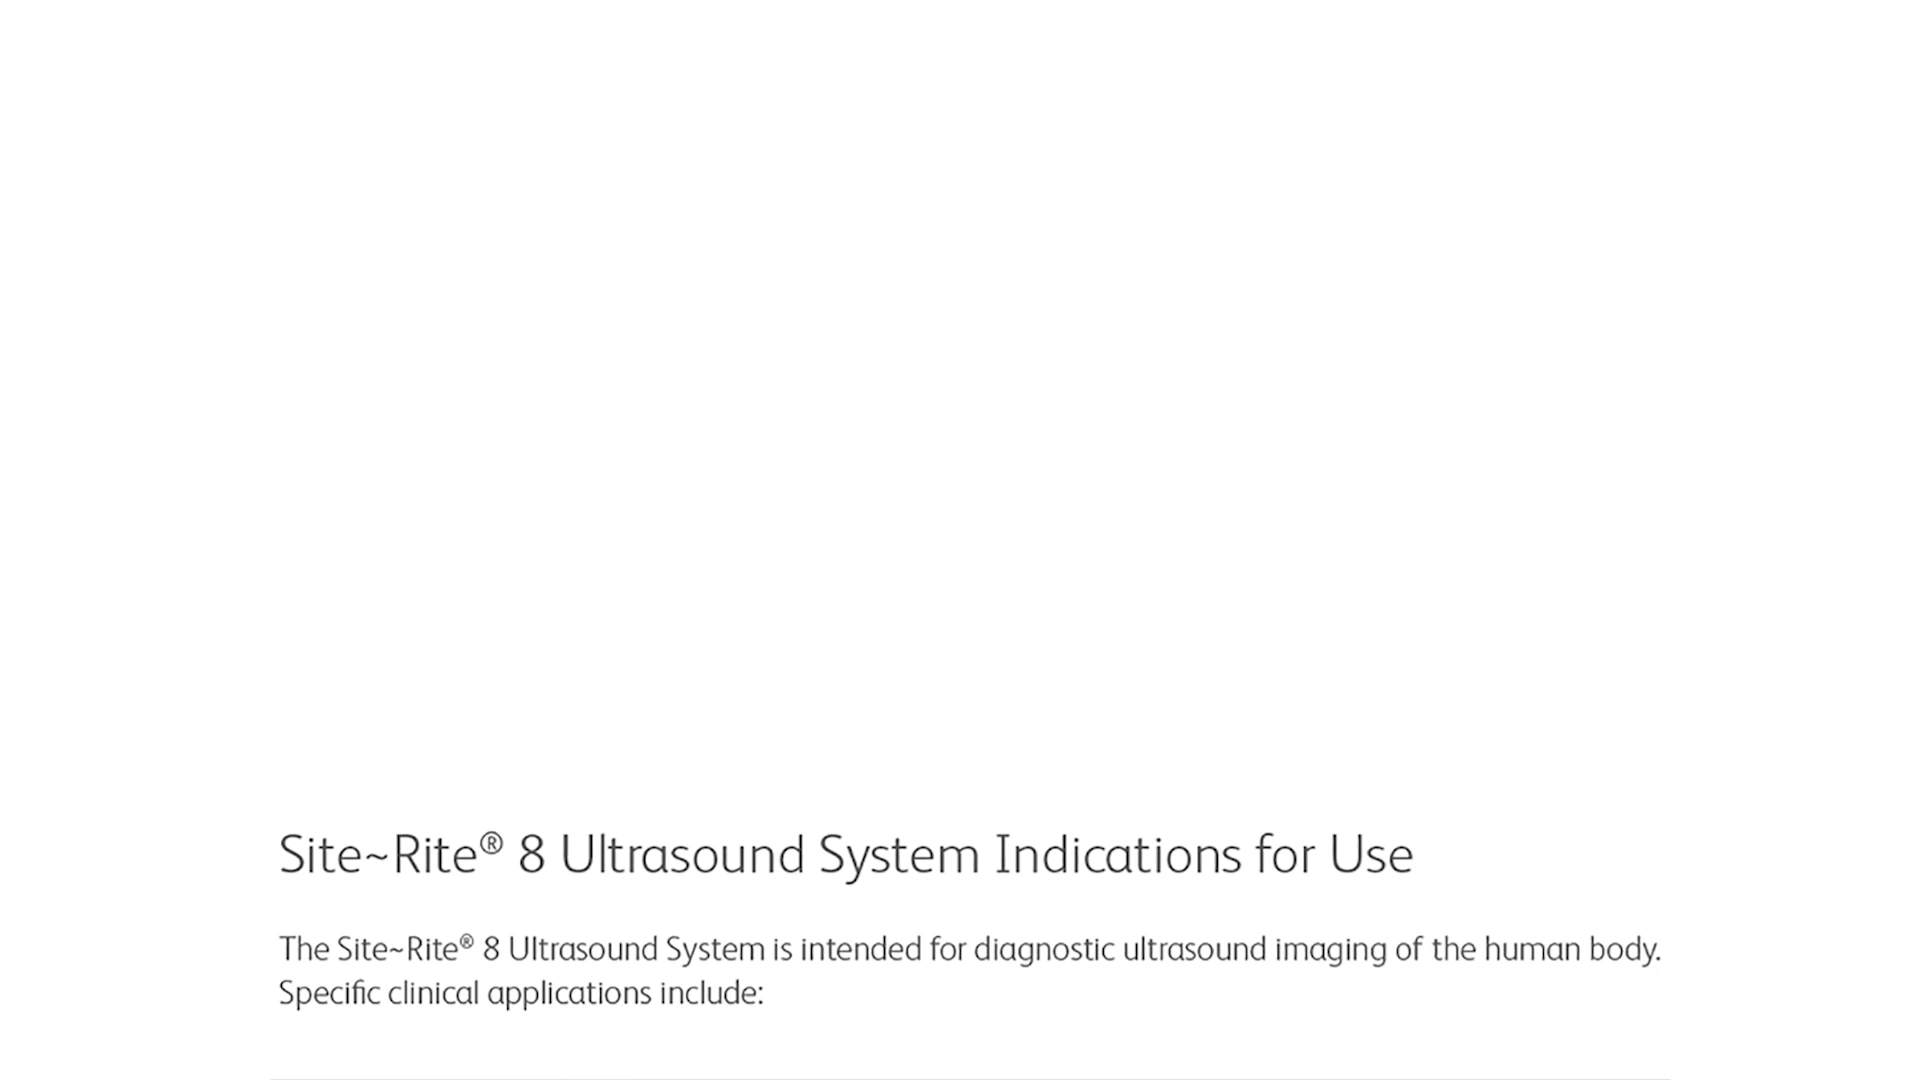 Site~Rite® 8 Ultrasound System Indications for Use
The Site~Rite® 8 Ultrasound System is intended for diagnostic ultrasound imaging of the human body.
Specific clinical applications include: